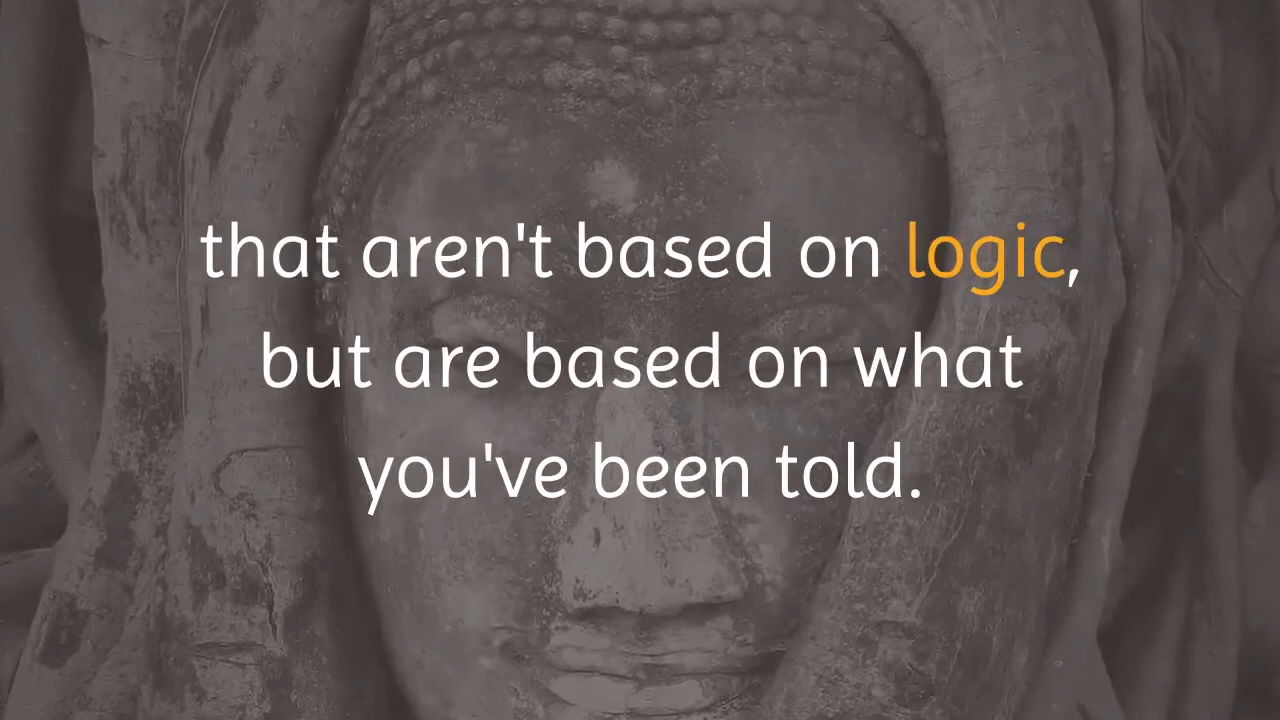 that aren't based on logic,
but are based on what
you've been told.